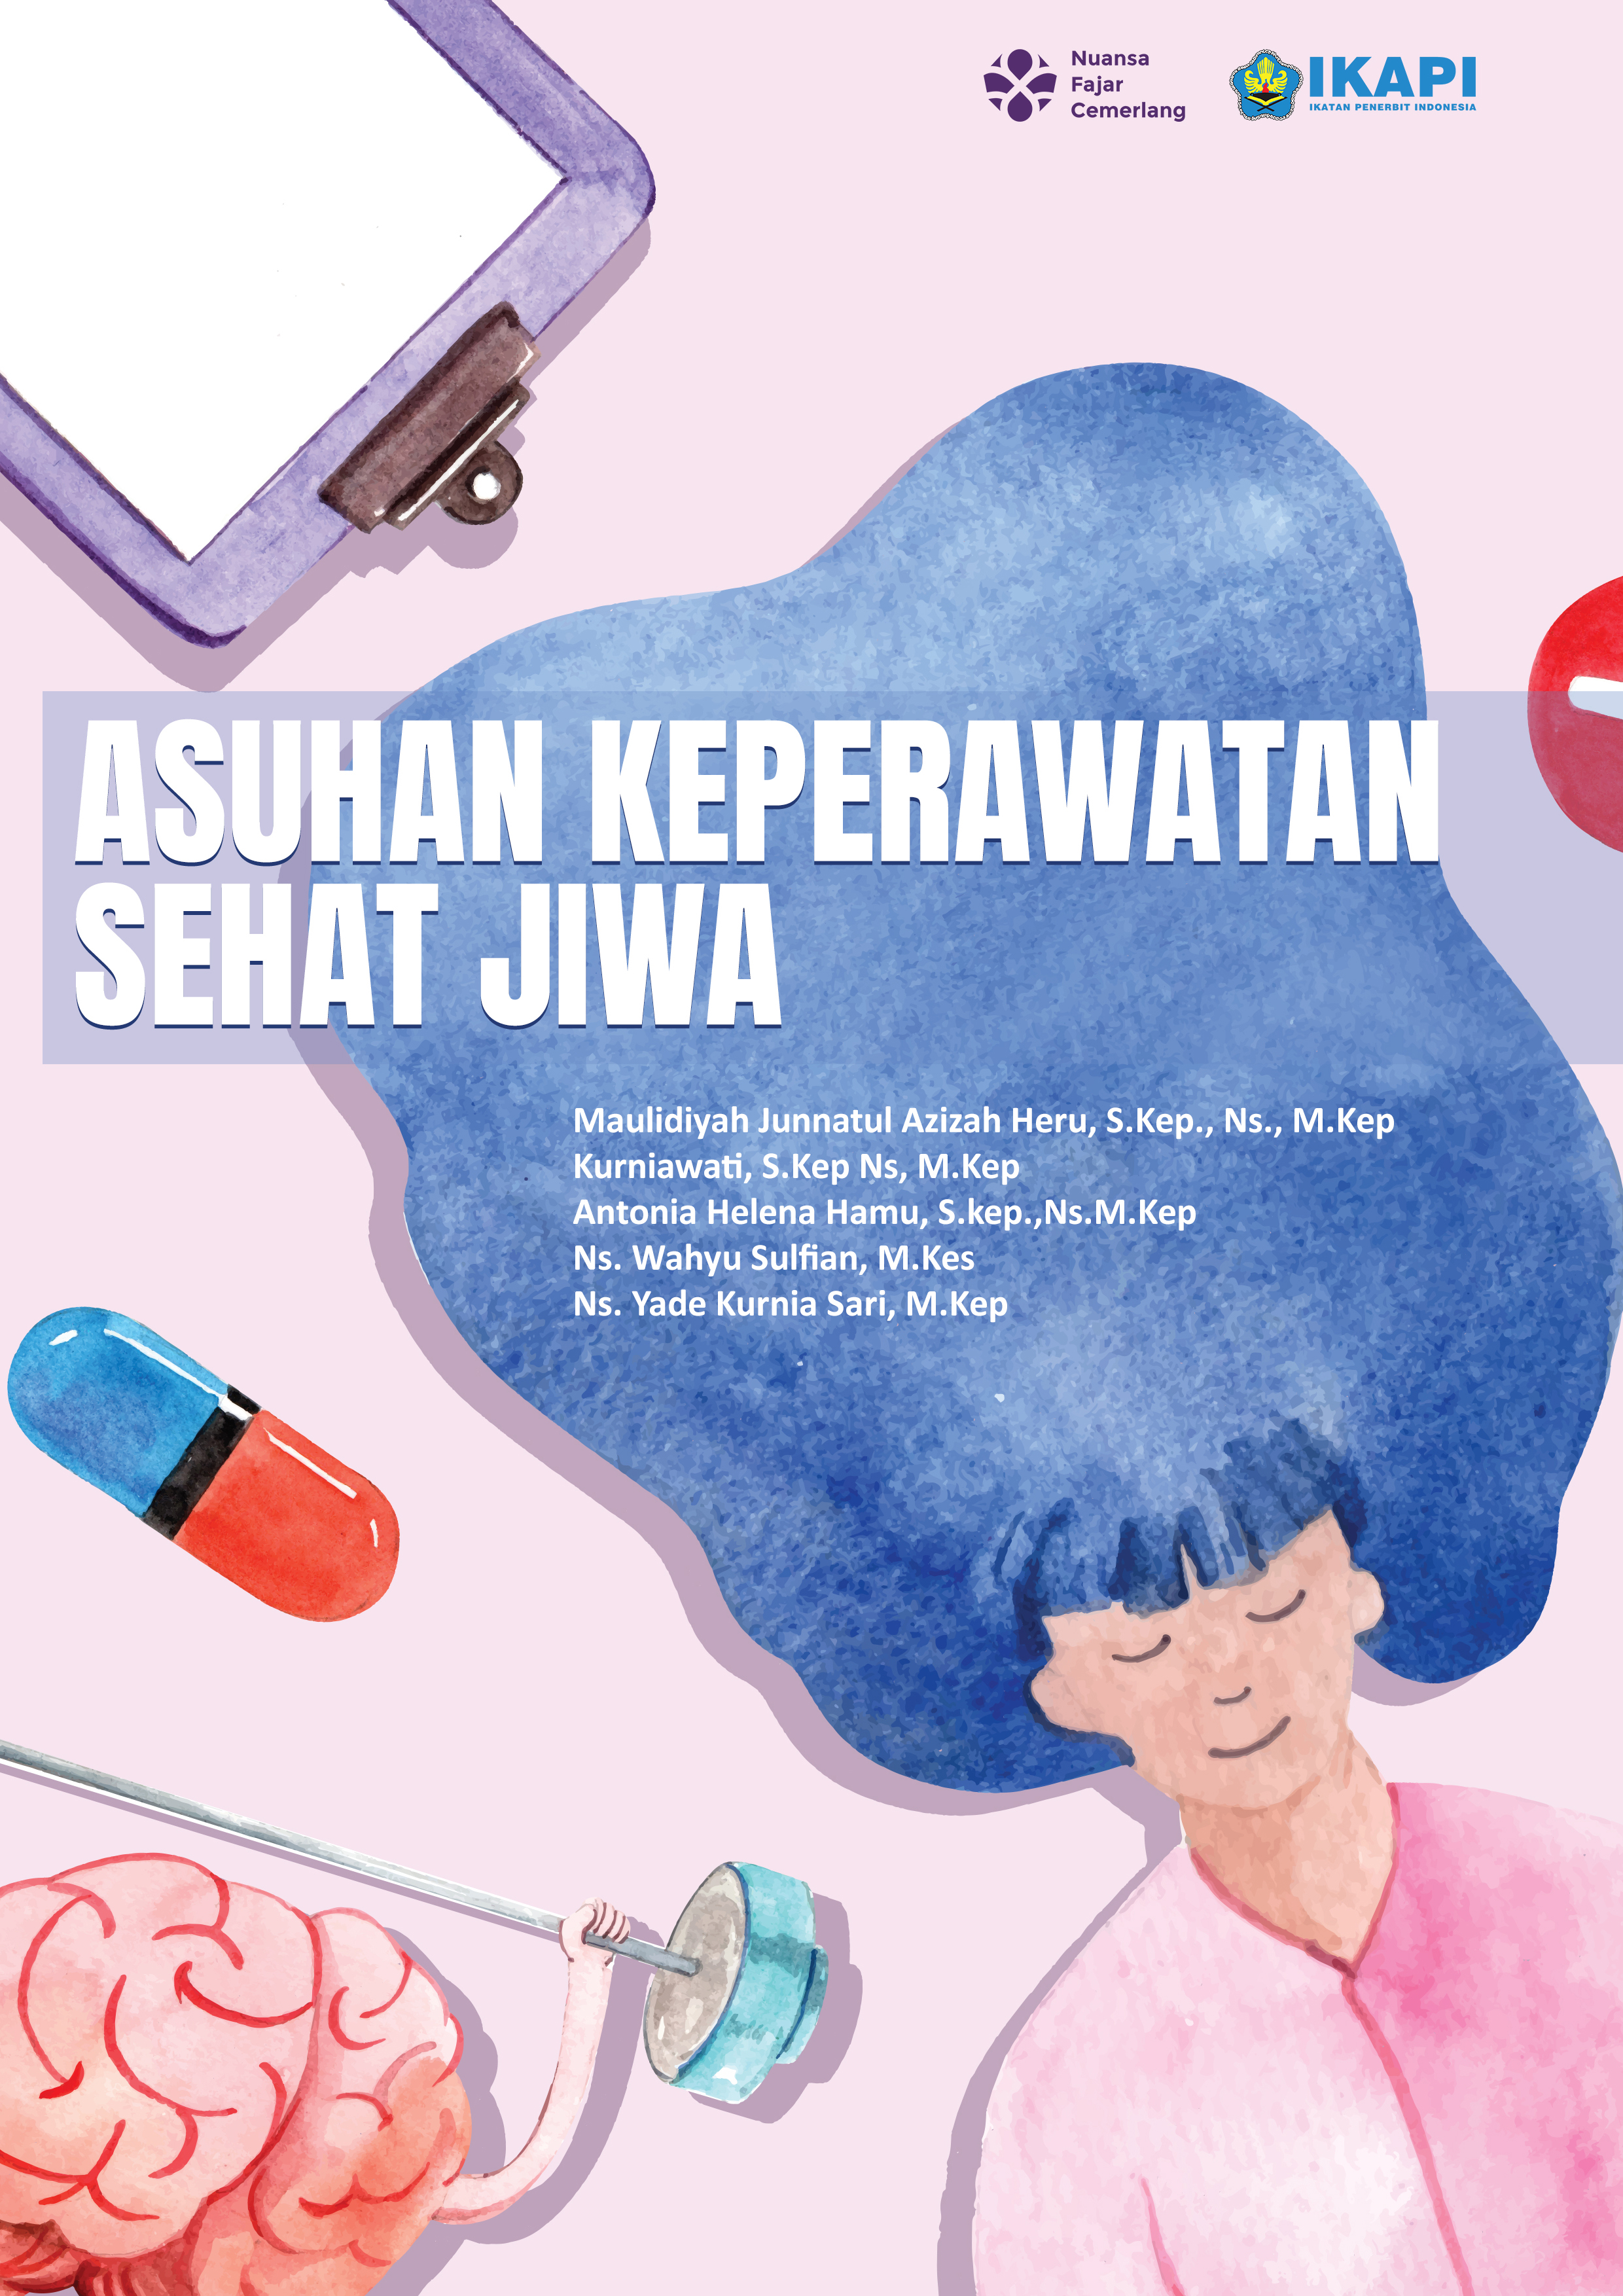 Nuansa
Fajar
Cemerlang
IKAPI
IKATAN PENERBIT INDONESIA
ASUHAN KEPERAWATAN
SEHAT JIWA
Maulidiyah Junnatul Azizah Heru, S.Kep., Ns., M.Kep
Kurniawati, S.Kep Ns, M.Kep
Antonia Helena Hamu, S.kep.,Ns.M.Kep
Ns. Wahyu Sulfian, M.Kes
Ns. Yade Kurnia Sari, M.Kep